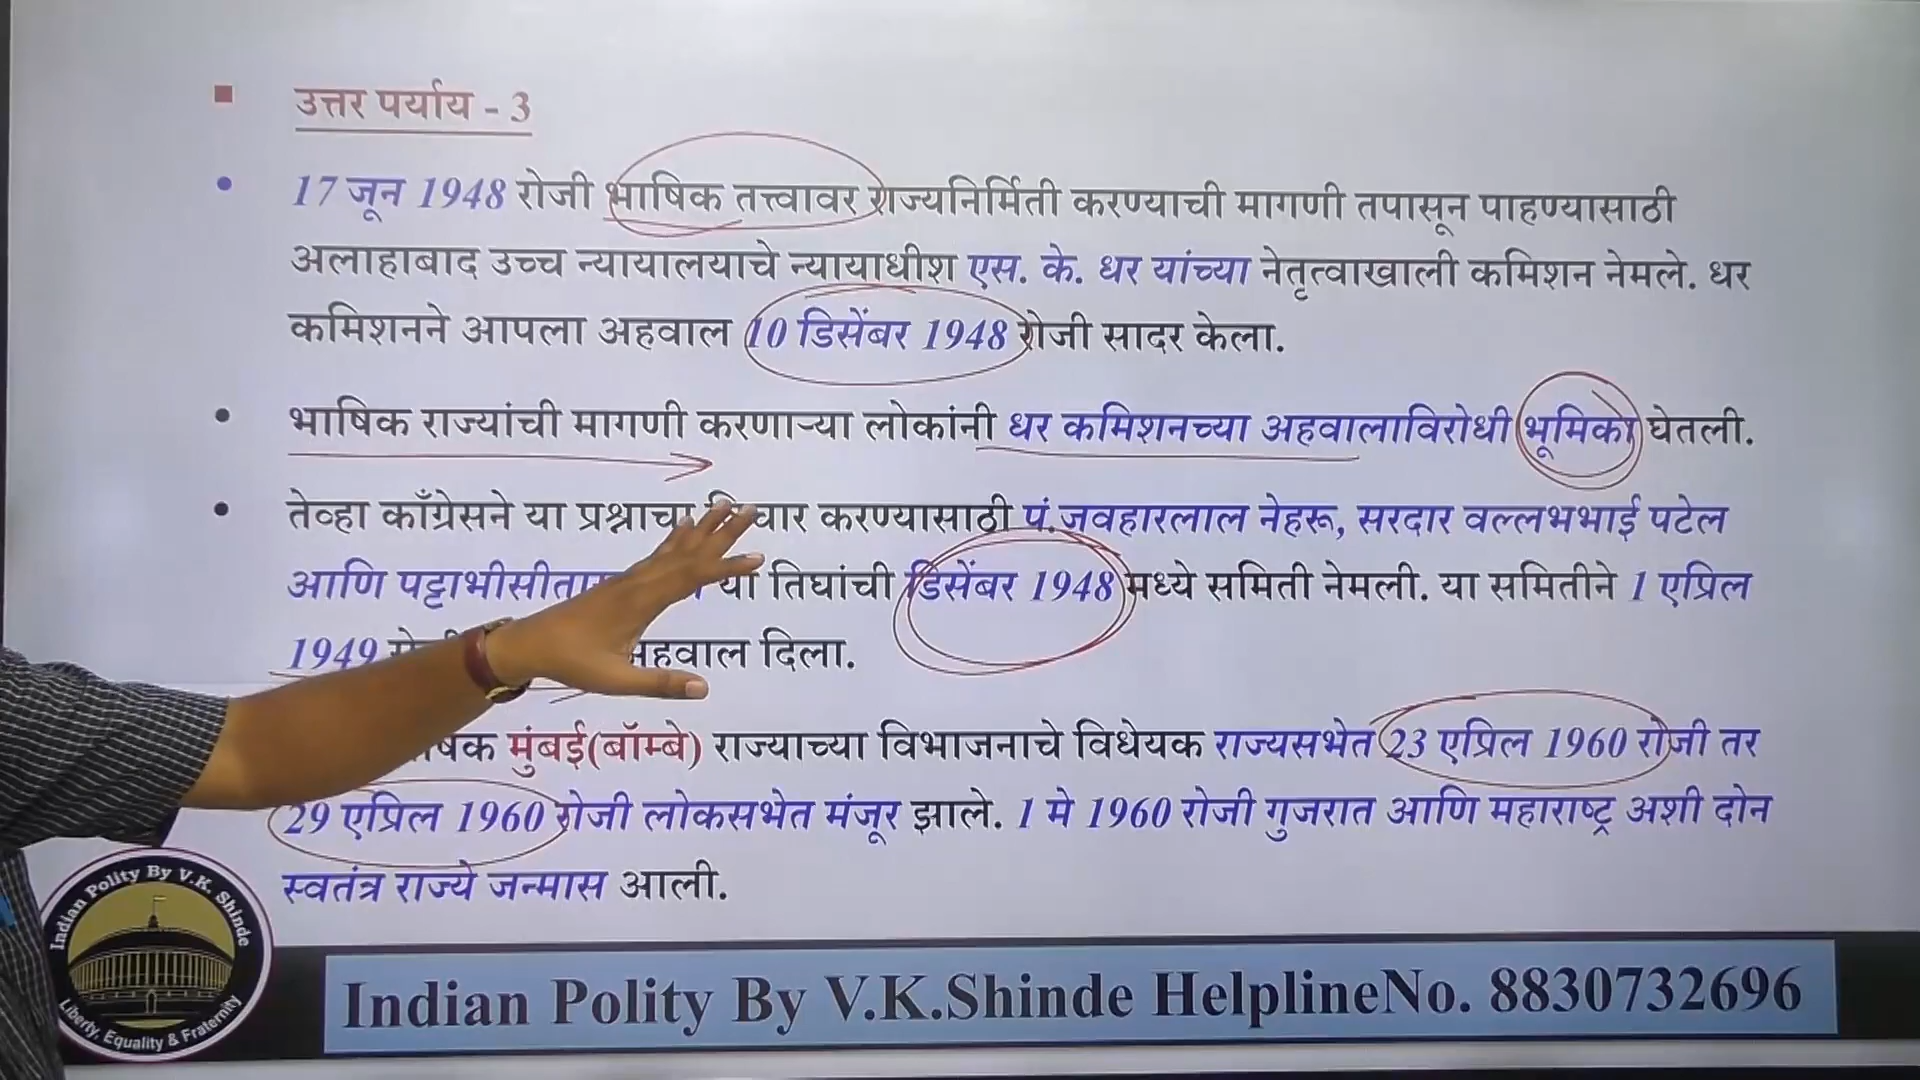 उत्तर पर्याय - 3
17 जून 1948 रोजी भाषिक तत्त्वावर राज्यनिर्मिती करण्याची मागणी तपासून पाहण्यासाठी
अलाहाबाद उच्च न्यायालयाचे न्यायाधीश एस. के. धर यांच्या नेतृत्वाखाली कमिशन नेमले. धर
कमिशनने आपला अहवाल 10 डिसेंबर 1948 रोजी सादर केला.
भाषिक राज्यांची मागणी करणाऱ्या लोकांनी धर कमिशनच्या अहवालाविरोधी भूमिका घेतली.
तेव्हा काँग्रेसने या प्रश्नाचा करण्यासाठी पं.जवाहरलाल नेहरू, सरदार वल्लभभाई पटेल
आणि या तिघांची डिसेंबर 1948 मध्ये समिती नेमली. या समितीने 1 एप्रिल
1949 अहवाल दिला.
मुंबई(बॉम्बे) राज्याच्या विभाजनाचे विधेयक राज्यसभेत 23 एप्रिल 1960 रोजी तर
29 एप्रिल 1960 रोजी लोकसभेत मंजूर झाले. 1 मे 1960 रोजी गुजरात आणि महाराष्ट्र अशी दोन
स्वतंत्र राज्ये जन्मास आली.
Indian Polity By V.K. Shinde
Liberty, Equality & Fraternity
Indian Polity By V.K.Shinde HelplineNo. 8830732696